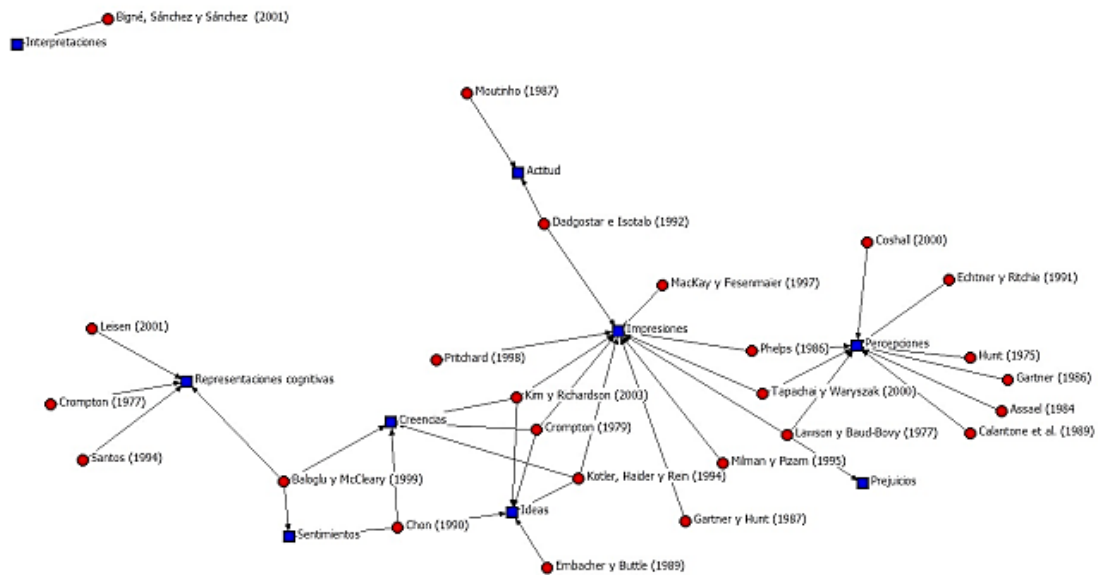 Bigné, Sánchez y Sánchez (2001)
Interpretaciones
Moutinho (1987)
Actitud
Dadgostar e Isotalo (1992)
Coshall (2000)
MacKay y Fesenmaier (1997)
Echtner y Ritchie (1991)
Leisen (2001)
Impresiones
Pritchard (1998)
Phelps (1986)
Percepciones
Hunt (1975)
Representaciones cognitivas
Gartner (1986)
Crompton (1977)
Kim y Richardson (2003)
Tapachai y Waryszak (2000)
Assael (1984
Creencias
Crompton (1979)
Lawson y Baud-Bovy (1977)
Calantone et al. (1989)
Santos (1994)
Milman y Pizam (1995)
Baloglu y McCleary (1999)
Kotler, Haider y Rein (1994)
Prejuicios
Ideas
Gartner y Hunt (1987)
Chon (1990)
Sentimientos
Embacher y Buttle (1989)